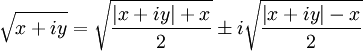 √(x + iy) = √((|x + iy| + x)/2) ± i√((|x + iy| − x)/2)